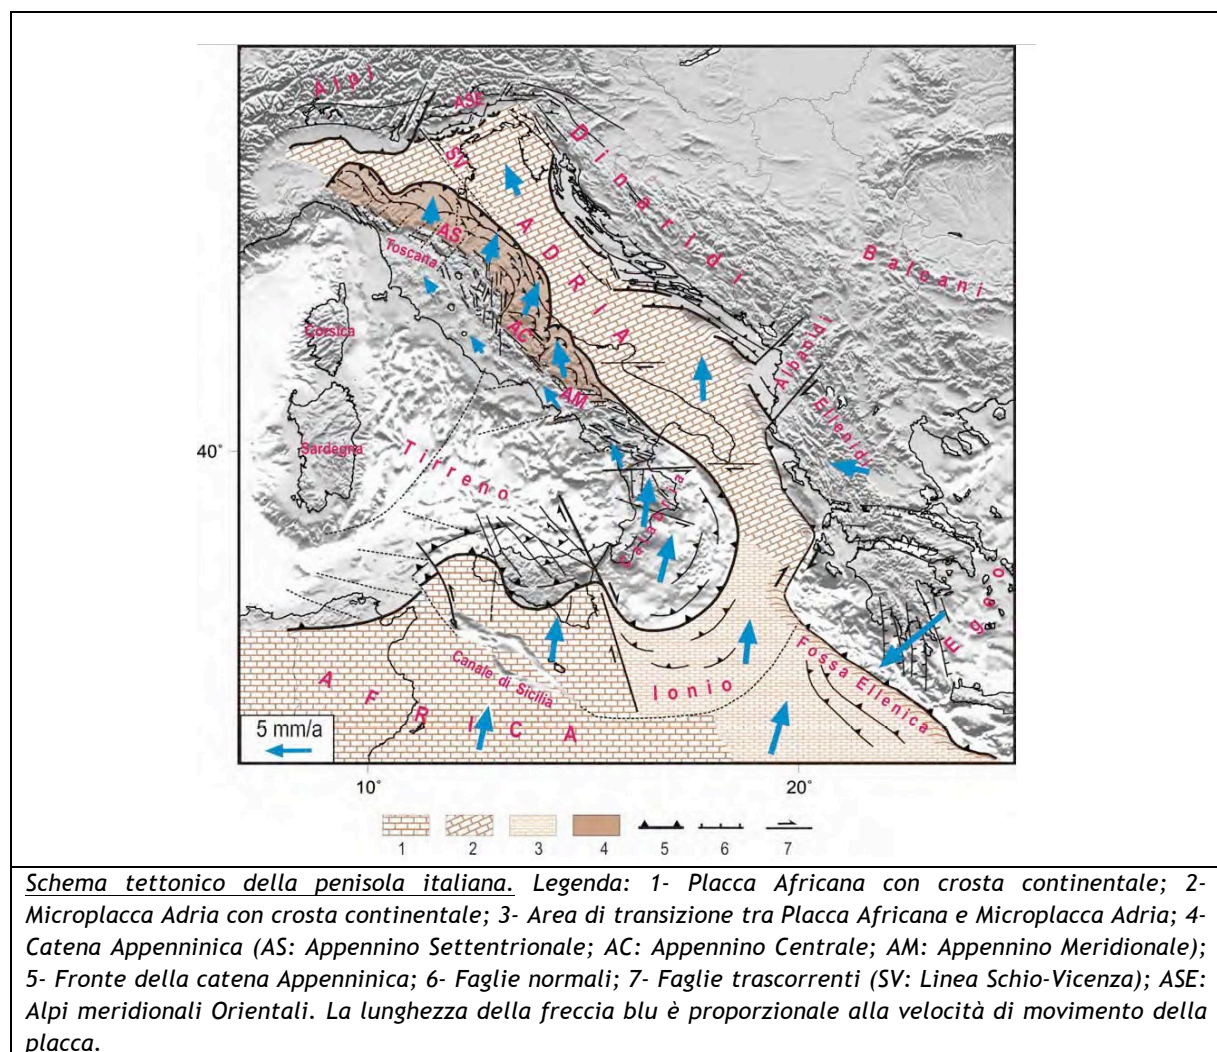 Alpi
ASE
SV
Dinaridi
ADRIA
AS
Toscana
Baleani
Corsica
AC
Albanidi
AM
Ellenidi
40°
Sardegna
Tirreno
Calabria
Egeo
Fossa Ellenica
Canale di Sicilia
Ionio
AFRICA
5 mm/a
10°
20°
1 2 3 4 5 6 7
Schema tettonico della penisola italiana. Legenda: 1- Placca Africana con crosta continentale; 2-
Microplacca Adria con crosta continentale; 3- Area di transizione tra Placca Africana e Microplacca Adria; 4-
Catena Appenninica (AS: Appennino Settentrionale; AC: Appennino Centrale; AM: Appennino Meridionale);
5- Fronte della catena Appenninica; 6- Faglie normali; 7- Faglie trascorrenti (SV: Linea Schio-Vicenza); ASE:
Alpi meridionali Orientali. La lunghezza della freccia blu è proporzionale alla velocità di movimento della
placca.